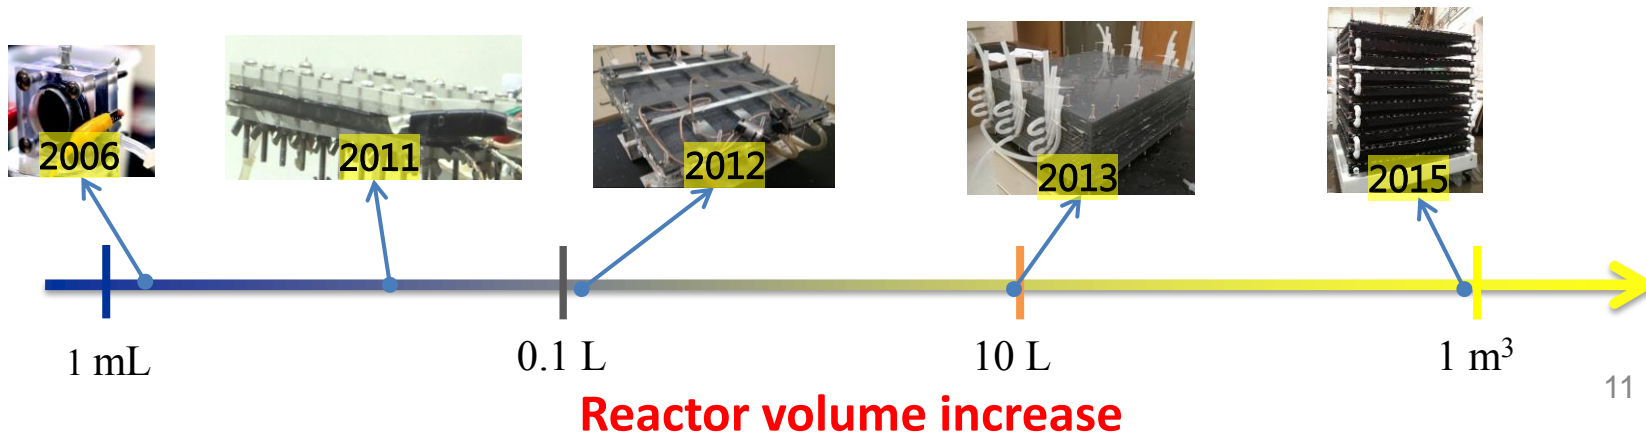 2006
2011
2012
2013
2015
1 mL
0.1 L
10 L
1 m³
Reactor volume increase
11